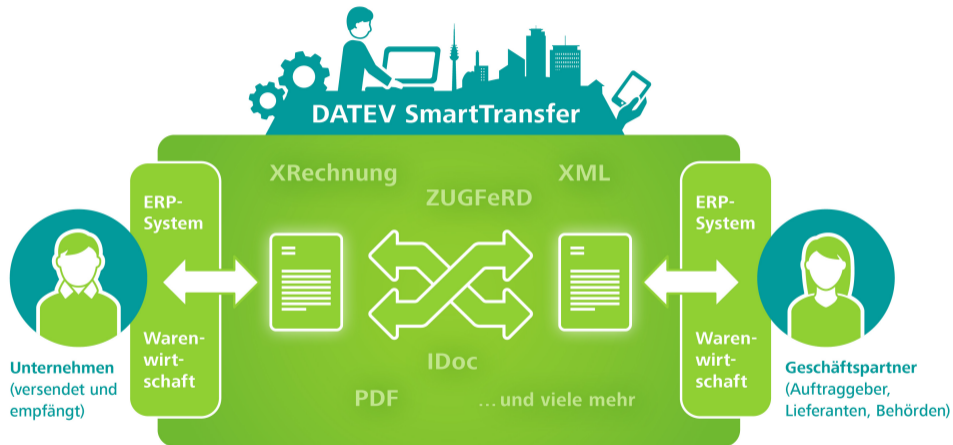 DATEV SmartTransfer
XRechnung
XML
ZUGFeRD
ERP-
System
ERP-
System
Waren-
wirt-
schaft
Waren-
wirt-
schaft
IDoc
PDF
...und viele mehr
Unternehmen
(versendet und
empfängt)
Geschäftspartner
(Auftraggeber,
Lieferanten, Behörden)